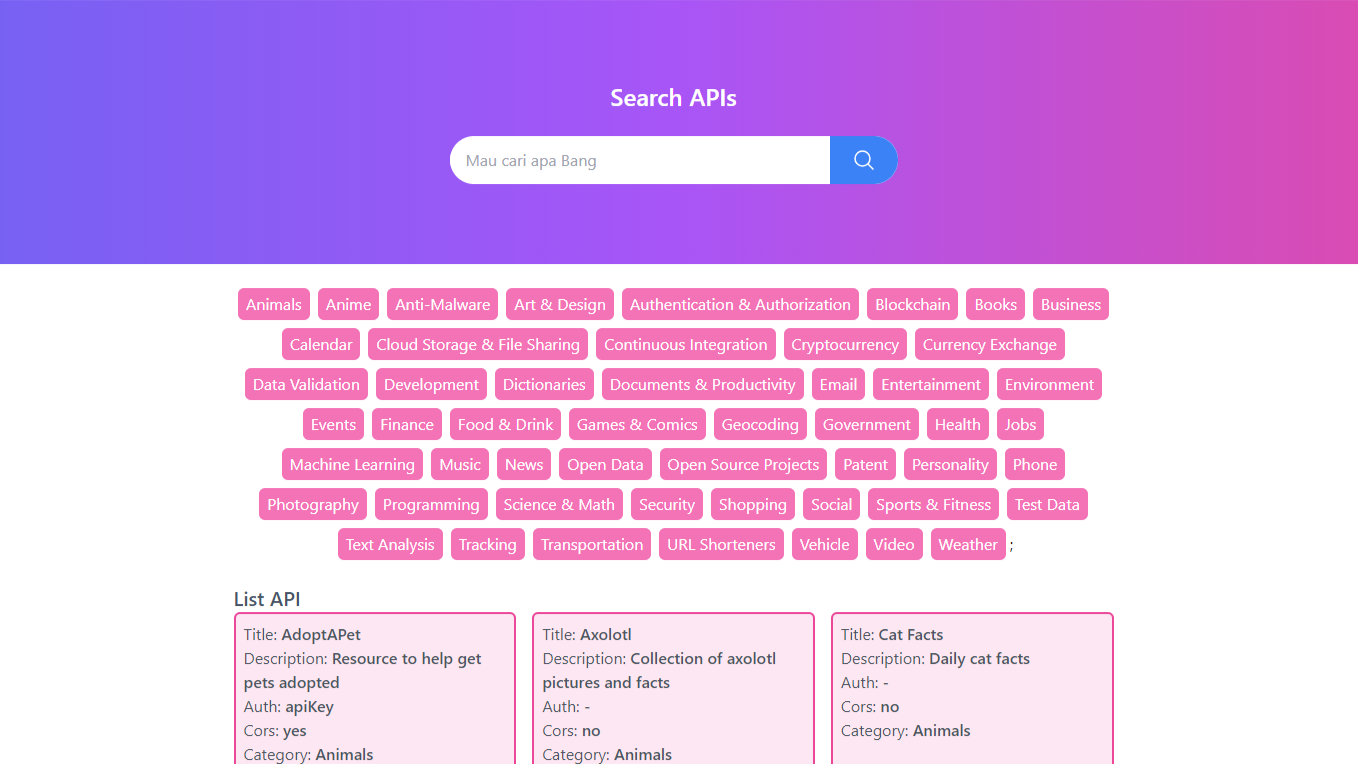 Search APIs
Mau cari apa Bang
Animals Anime Anti-Malware Art & Design Authentication & Authorization Blockchain Books Business
Calendar Cloud Storage & File Sharing Continuous Integration Cryptocurrency Currency Exchange
Data Validation Development Dictionaries Documents & Productivity Email Entertainment Environment
Events Finance Food & Drink Games & Comics Geocoding Government Health Jobs
Machine Learning Music News Open Data Open Source Projects Patent Personality Phone
Photography Programming Science & Math Security Shopping Social Sports & Fitness Test Data
Text Analysis Tracking Transportation URL Shorteners Vehicle Video Weather ;
List API
Title: AdoptAPet
Description: Resource to help get
pets adopted
Auth: apiKey
Cors: yes
Category: Animals
Title: Axolotl
Description: Collection of axolotl
pictures and facts
Auth: -
Cors: no
Category: Animals
Title: Cat Facts
Description: Daily cat facts
Auth: -
Cors: no
Category: Animals